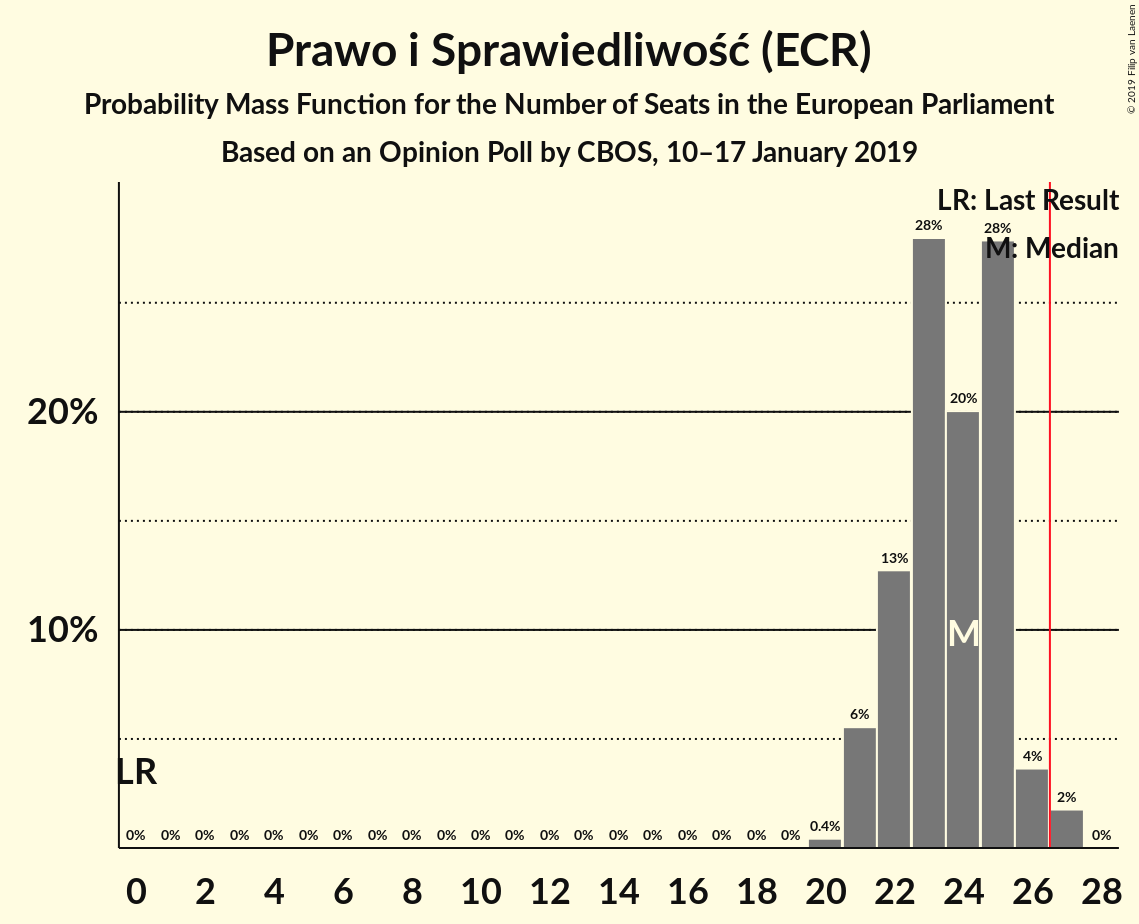 Prawo i Sprawiedliwość (ECR)
Probability Mass Function for the Number of Seats in the European Parliament
Based on an Opinion Poll by CBOS, 10–17 January 2019
© 2019 Filip van Laenen
LR: Last Result
M: Median
28%
28%
20%
20%
13%
10%
M
6%
LR
4%
2%
0% 0% 0% 0% 0% 0% 0% 0% 0% 0% 0% 0% 0% 0% 0% 0% 0% 0% 0% 0% 0.4% 0%
0 2 4 6 8 10 12 14 16 18 20 22 24 26 28